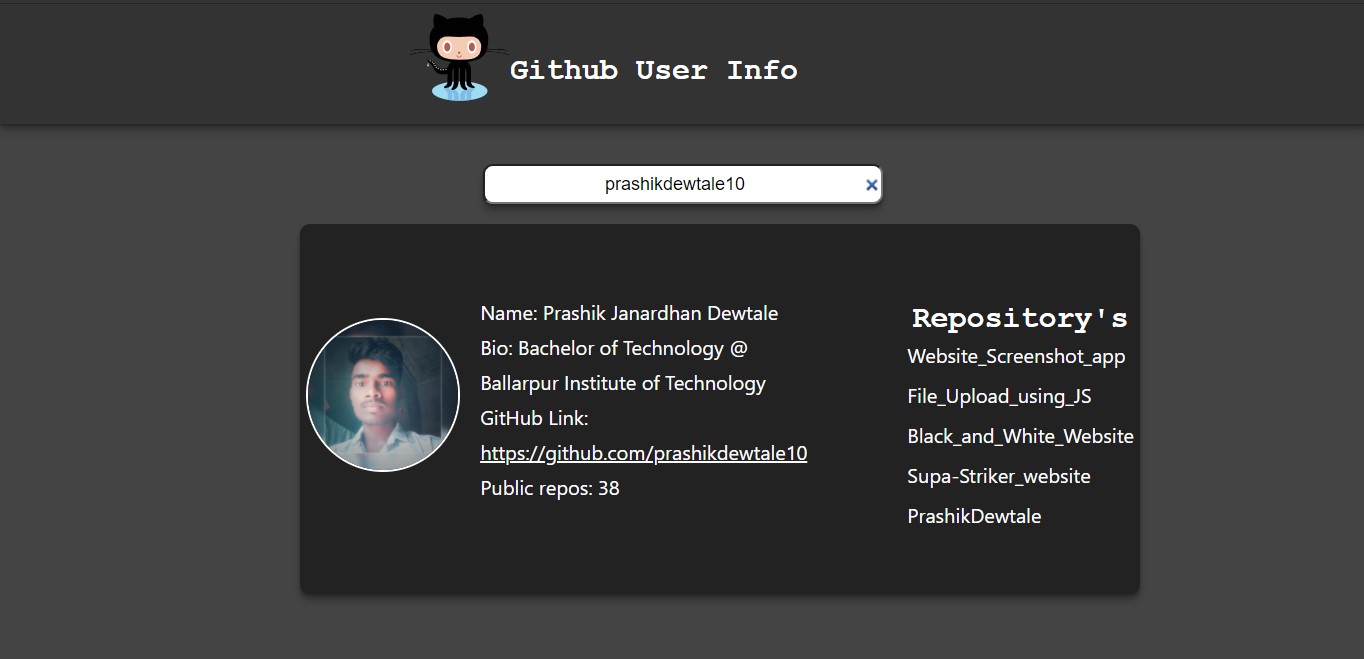 Github User Info
prashikdewtale10
Name: Prashik Janardhan Dewtale
Bio: Bachelor of Technology @
Ballarpur Institute of Technology
GitHub Link:
https://github.com/prashikdewtale10
Public repos: 38
Repository's
Website_Screenshot_app
File_Upload_using_JS
Black_and_White_Website
Supa-Striker_website
PrashikDewtale